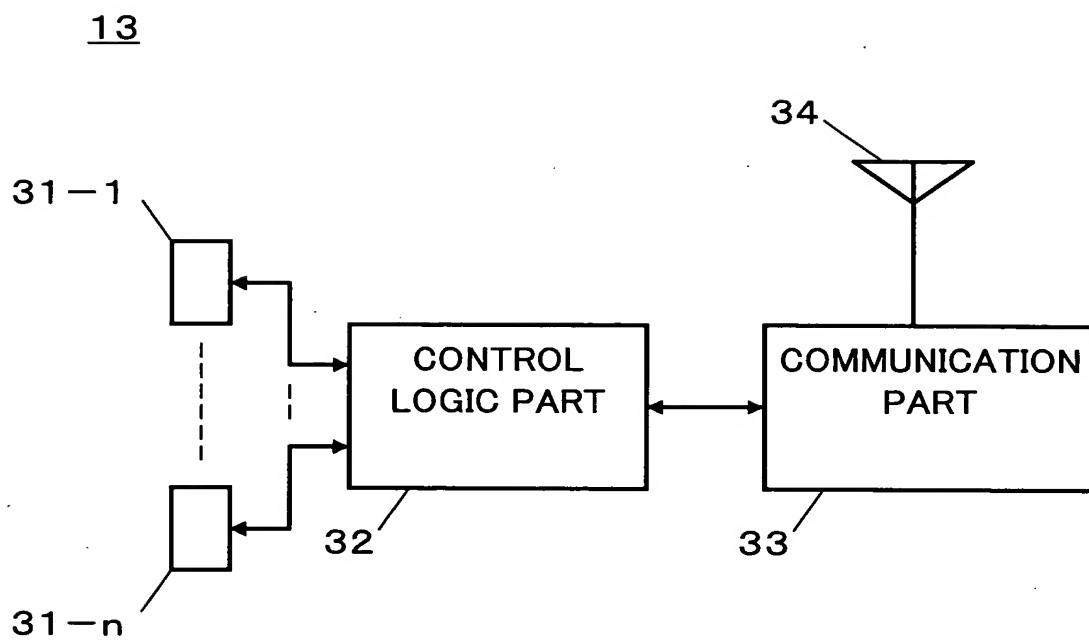 13
34
31-1
CONTROL
LOGIC PART
COMMUNICATION
PART
32
33
31-n